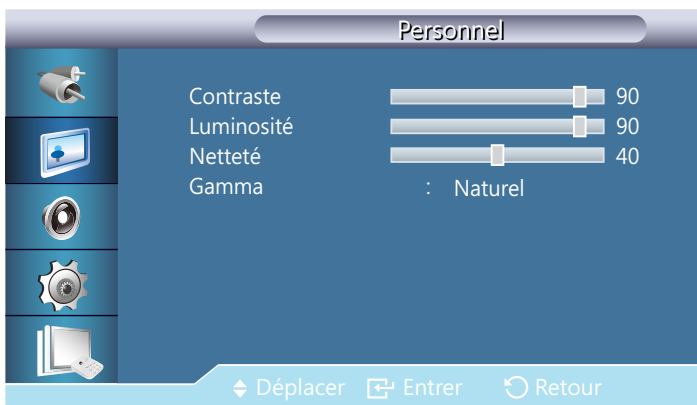 Personnel
Contraste 90
Luminosité 90
Netteté 40
Gamma : Naturel
Déplacer Entrer Retour